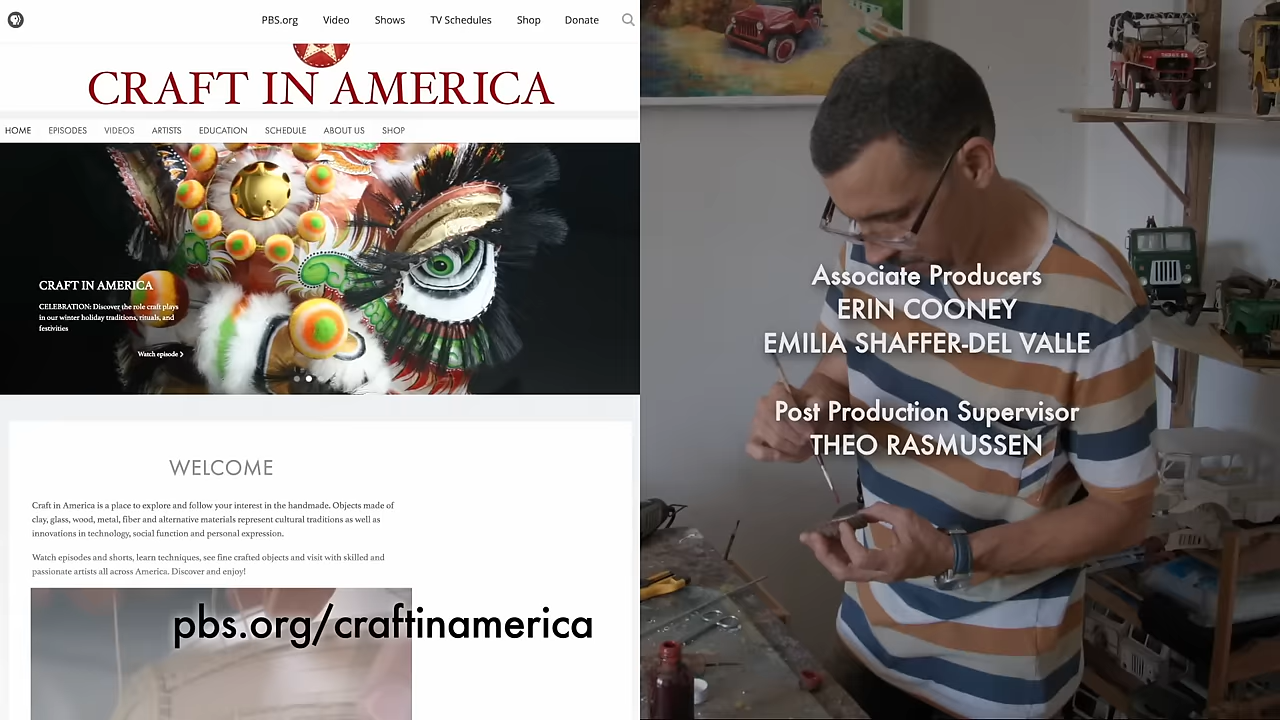 PBS.org Video Shows TV Schedules Shop Donate
CRAFT IN AMERICA
HOME EPISODES VIDEOS ARTISTS EDUCATION SCHEDULE ABOUT US SHOP
CRAFT IN AMERICA
CELEBRATION: Discover the role craft plays
in our winter holiday traditions, rituals, and
festivities
Watch episode
WELCOME
Craft in America is a place to explore and follow your interest in the handmade. Objects made of
clay, glass, wood, metal, fiber and alternative materials represent cultural traditions as well as
innovations in technology, social function and personal expression.
Watch episodes and shorts, learn techniques, see fine crafted objects and visit with skilled and
passionate artists all across America. Discover and enjoy!
pbs.org/craftinamerica
Associate Producers
ERIN COONEY
EMILIA SHAFFER-DEL VALLE
Post Production Supervisor
THEO RASMUSSEN